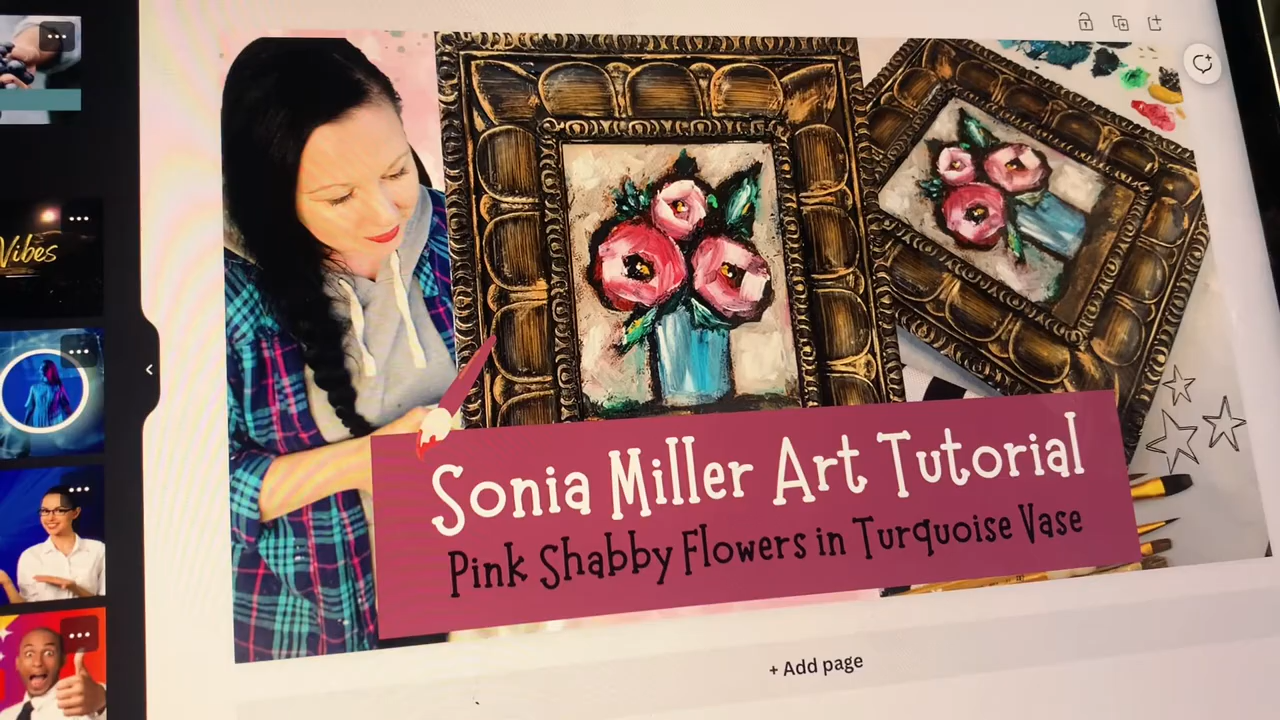 Vibes
Sonia Miller Art Tutorial
Pink Shabby Flowers in Turquoise Vase
+ Add page